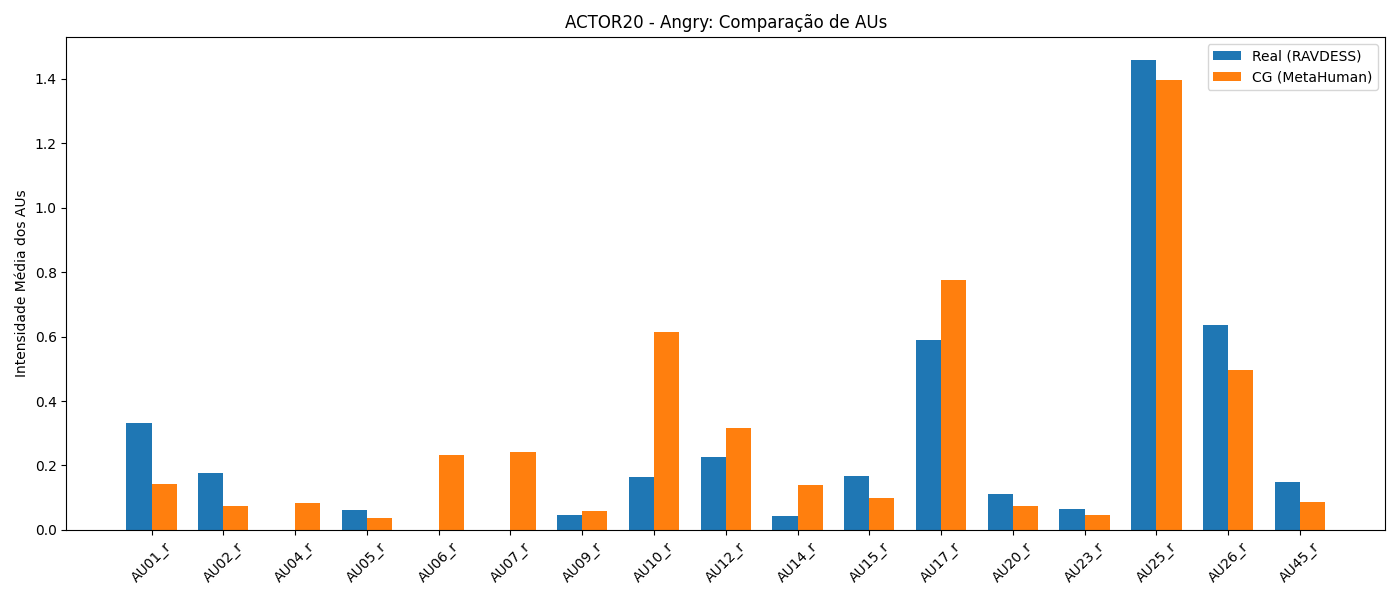 ACTOR20 - Angry: Comparação de AUs
Real (RAVDESS)
CG (MetaHuman)
Intensidade Média dos AUs
1.4
1.2
1.0
0.8
0.6
0.4
0.2
0.0
AU01_r
AU02_r
AU04_r
AU05_r
AU06_r
AU07_r
AU09_r
AU10_r
AU12_r
AU14_r
AU15_r
AU17_r
AU20_r
AU23_r
AU25_r
AU26_r
AU45_r